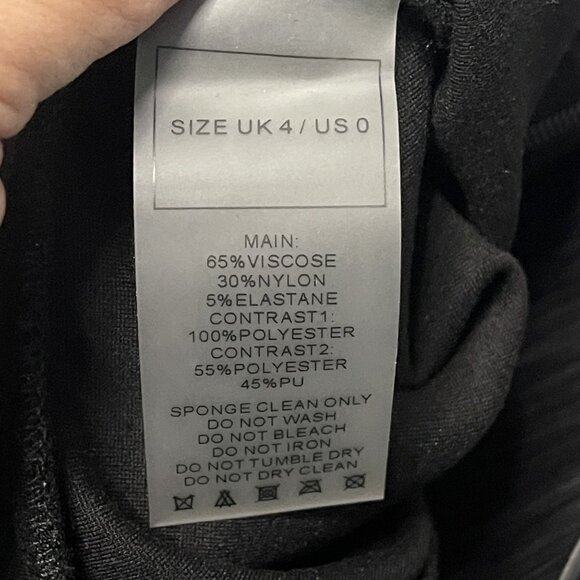 SIZE UK 4 / US 0
MAIN:
65%VISCOSE
30%NYLON
5%ELASTANE
CONTRAST1:
100%POLYESTER
CONTRAST2:
55%POLYESTER
45%PU
SPONGE CLEAN ONLY
DO NOT WASH
DO NOT BLEACH
DO NOT IRON
DO NOT TUMBLE DRY
DO NOT DRY CLEAN